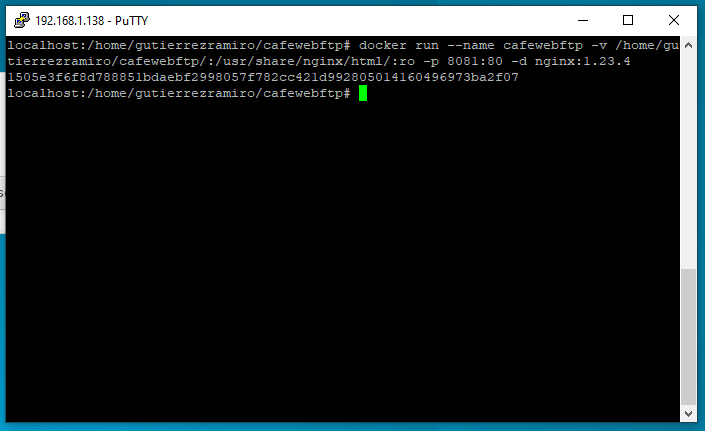 192.168.1.138 - PuTTY
localhost:/home/gutierrezramiro/cafewebftp# docker run --name cafewebftp -v /home/gu
tierrezramiro/cafewebftp/:/usr/share/nginx/html/:ro -p 8081:80 -d nginx:1.23.4
1505e3f6f8d788851bdaebf2998057f782cc421d992805014160496973ba2f07
localhost:/home/gutierrezramiro/cafewebftp#